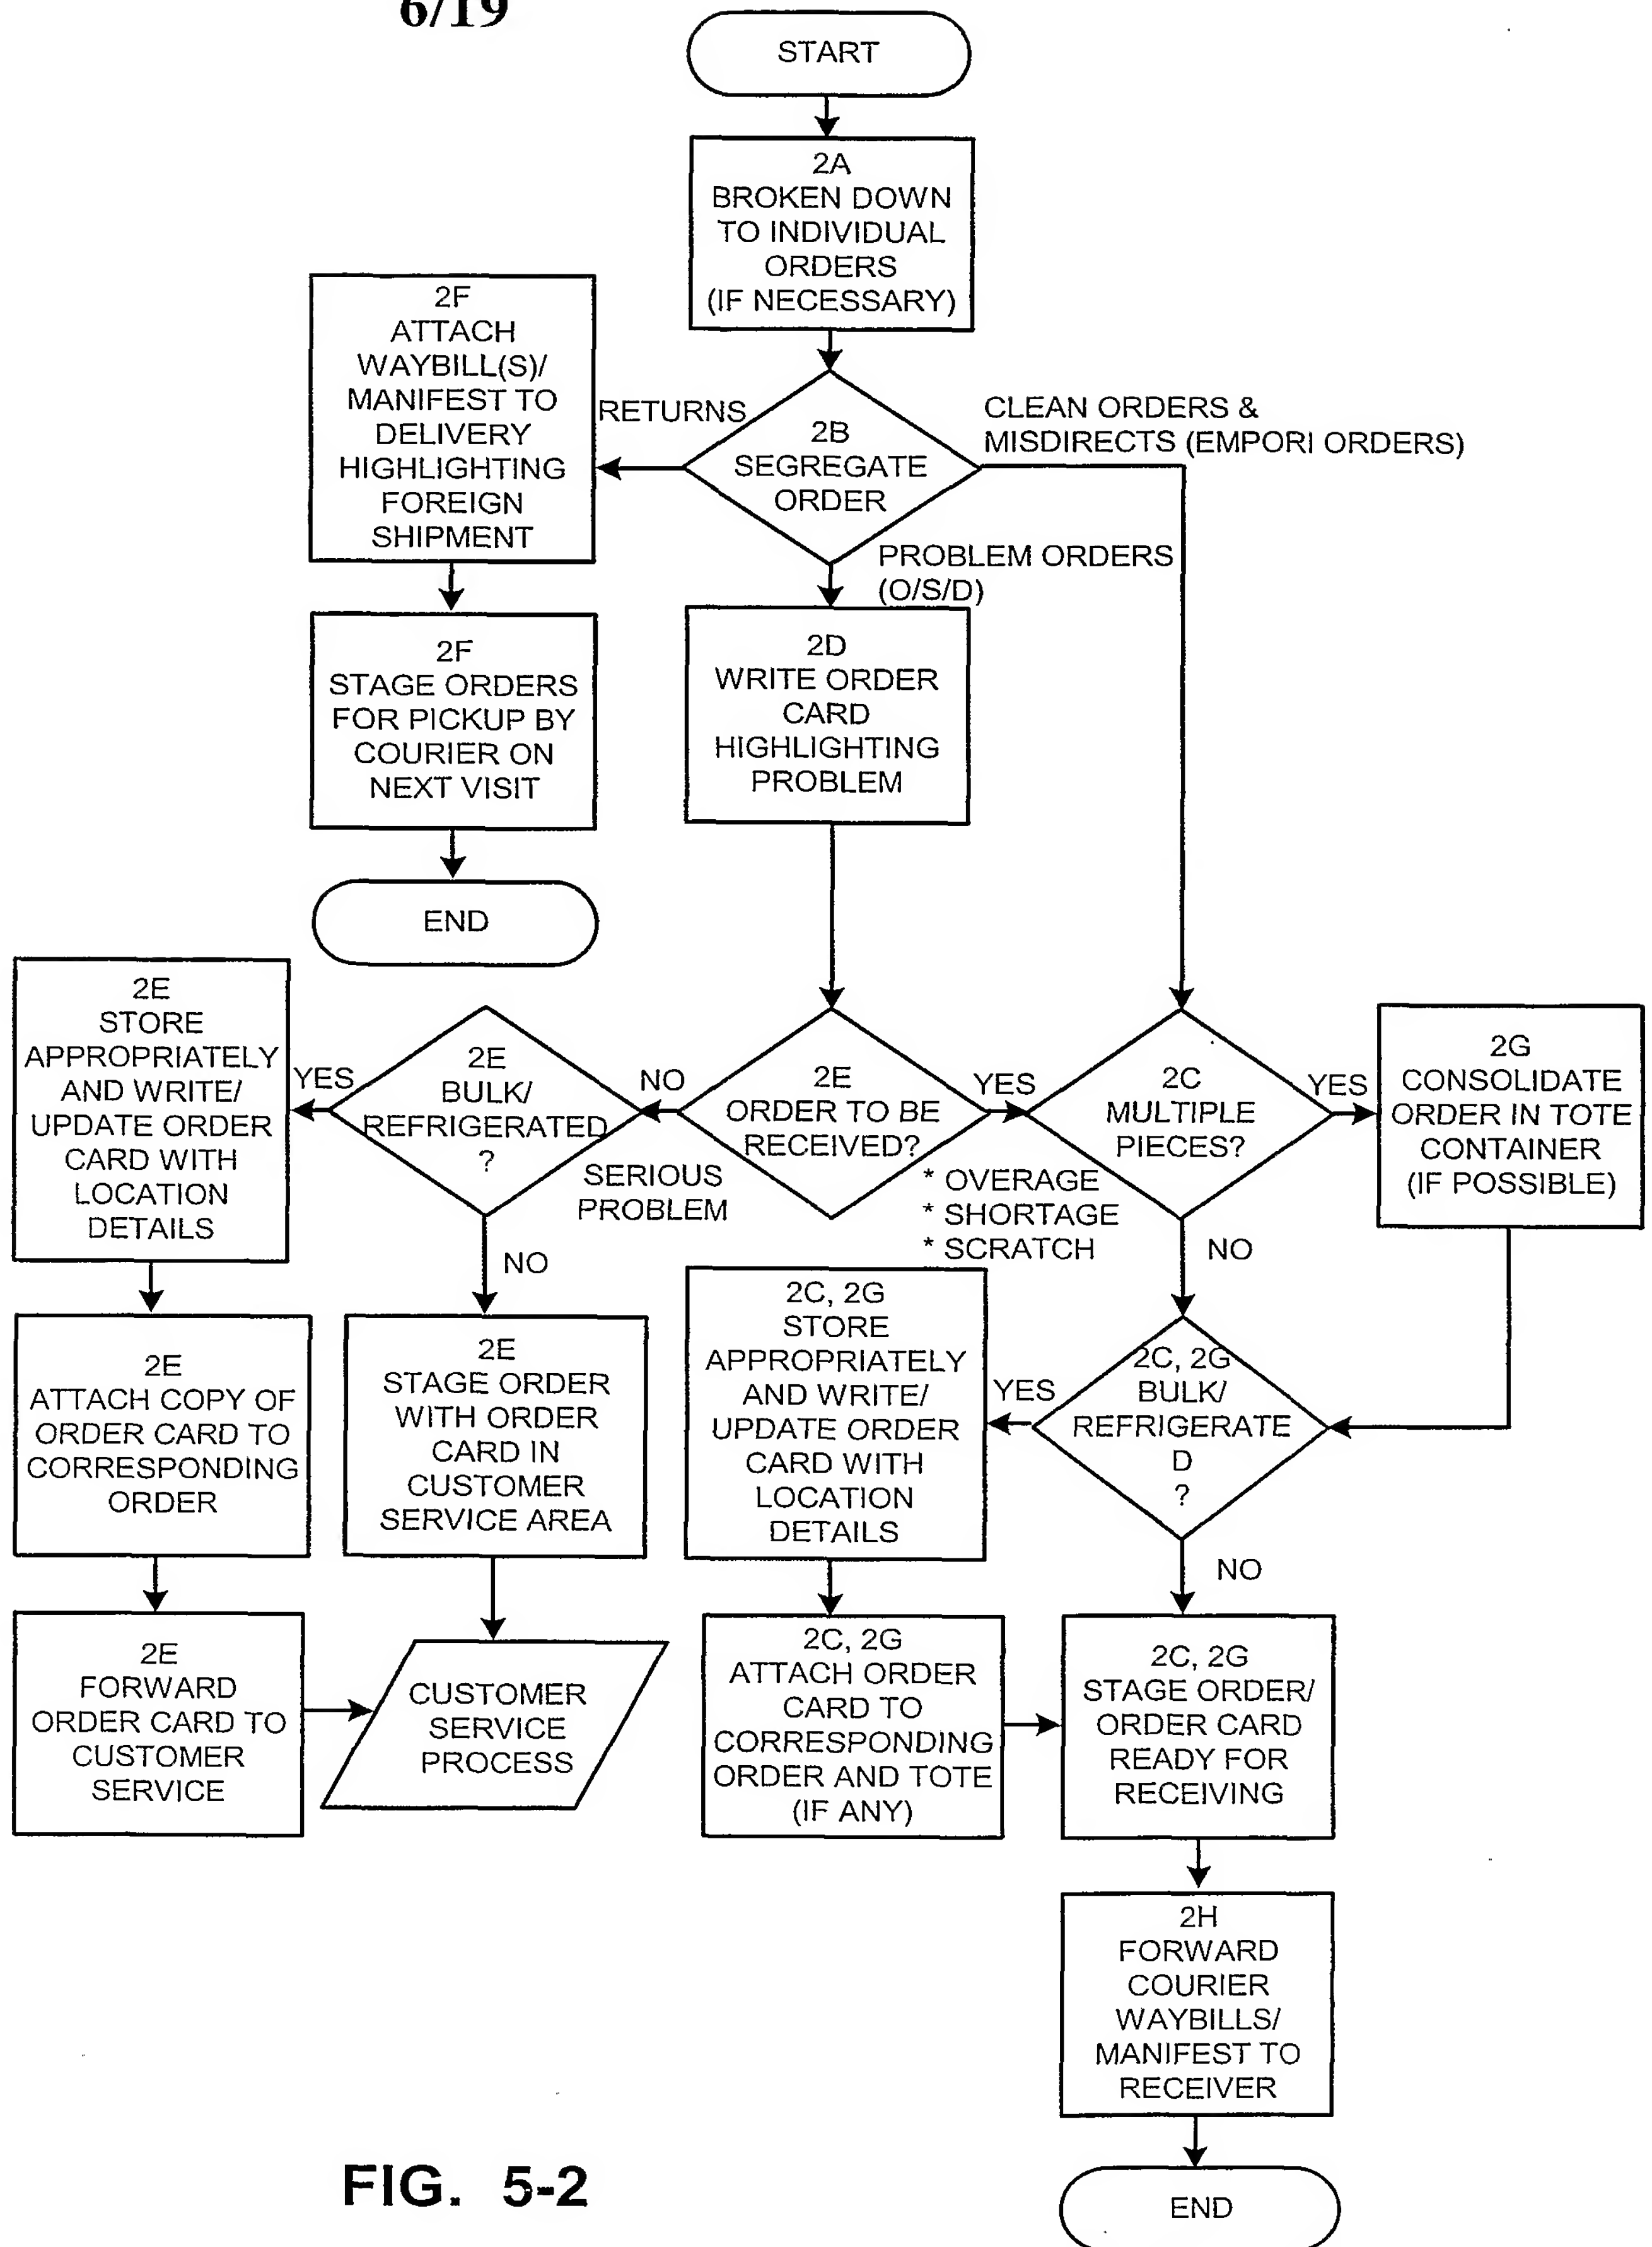 6/19
START
2A
BROKEN DOWN
TO INDIVIDUAL
ORDERS
(IF NECESSARY)
2F
ATTACH
WAYBILL(S)/
MANIFEST TO
DELIVERY
HIGHLIGHTING
FOREIGN
SHIPMENT
RETURNS
2B
SEGREGATE
ORDER
CLEAN ORDERS &
MISDIRECTS (EMPORI ORDERS)
PROBLEM ORDERS
(O/S/D)
2F
STAGE ORDERS
FOR PICKUP BY
COURIER ON
NEXT VISIT
2D
WRITE ORDER
CARD
HIGHLIGHTING
PROBLEM
END
2E
STORE
APPROPRIATELY
AND WRITE/
UPDATE ORDER
CARD WITH
LOCATION
DETAILS
YES
2E
BULK/
REFRIGERATED
?
NO
SERIOUS
PROBLEM
2E
ORDER TO BE
RECEIVED?
YES
* OVERAGE
* SHORTAGE
* SCRATCH
2C
MULTIPLE
PIECES?
YES
2G
CONSOLIDATE
ORDER IN TOTE
CONTAINER
(IF POSSIBLE)
NO
NO
2E
ATTACH COPY OF
ORDER CARD TO
CORRESPONDING
ORDER
2E
STAGE ORDER
WITH ORDER
CARD IN
CUSTOMER
SERVICE AREA
2C, 2G
STORE
APPROPRIATELY
AND WRITE/
UPDATE ORDER
CARD WITH
LOCATION
DETAILS
YES
2C, 2G
BULK/
REFRIGERATE
D
?
NO
2E
FORWARD
ORDER CARD TO
CUSTOMER
SERVICE
CUSTOMER
SERVICE
PROCESS
2C, 2G
ATTACH ORDER
CARD TO
CORRESPONDING
ORDER AND TOTE
(IF ANY)
2C, 2G
STAGE ORDER/
ORDER CARD
READY FOR
RECEIVING
2H
FORWARD
COURIER
WAYBILLS/
MANIFEST TO
RECEIVER
END
FIG. 5-2